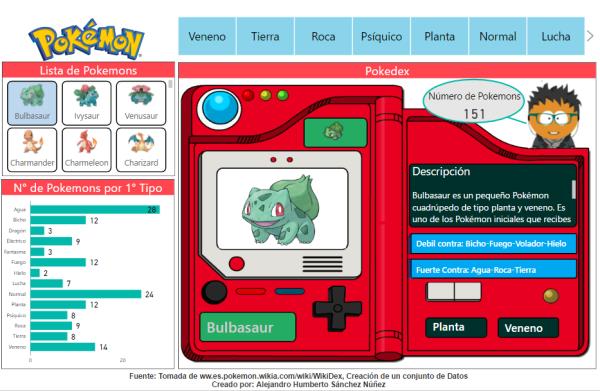 POKéMON
Veneno Tierra Roca Psíquico Planta Normal Lucha
Lista de Pokemons
Bulbasaur Ivysaur Venusaur
Charmander Charmeleon Charizard
Nº de Pokemons por 1º Tipo
Agua 28
Bicho 12
Dragon 3
Eléctrico 9
Fantasma 3
Fuego 12
Hielo 2
Lucha 7
Normal 24
Planta 12
Psíquico 8
Roca 9
Tierra 8
Veneno 14
0 20
Pokedex
Número de Pokemons
151
Descripción
Bulbasaur es un pequeño Pokémon
cuadrúpedo de tipo planta y veneno. Es
uno de los Pokémon iniciales que recibes
Debil contra: Bicho-Fuego-Volador-Hielo
Fuerte Contra: Agua-Roca-Tierra
Bulbasaur
Planta Veneno
Fuente: Tomada de ww.es.pokemon.wikia.com/wiki/WikiDex, Creación de un conjunto de Datos
Creado por: Alejandro Humberto Sánchez Núñez